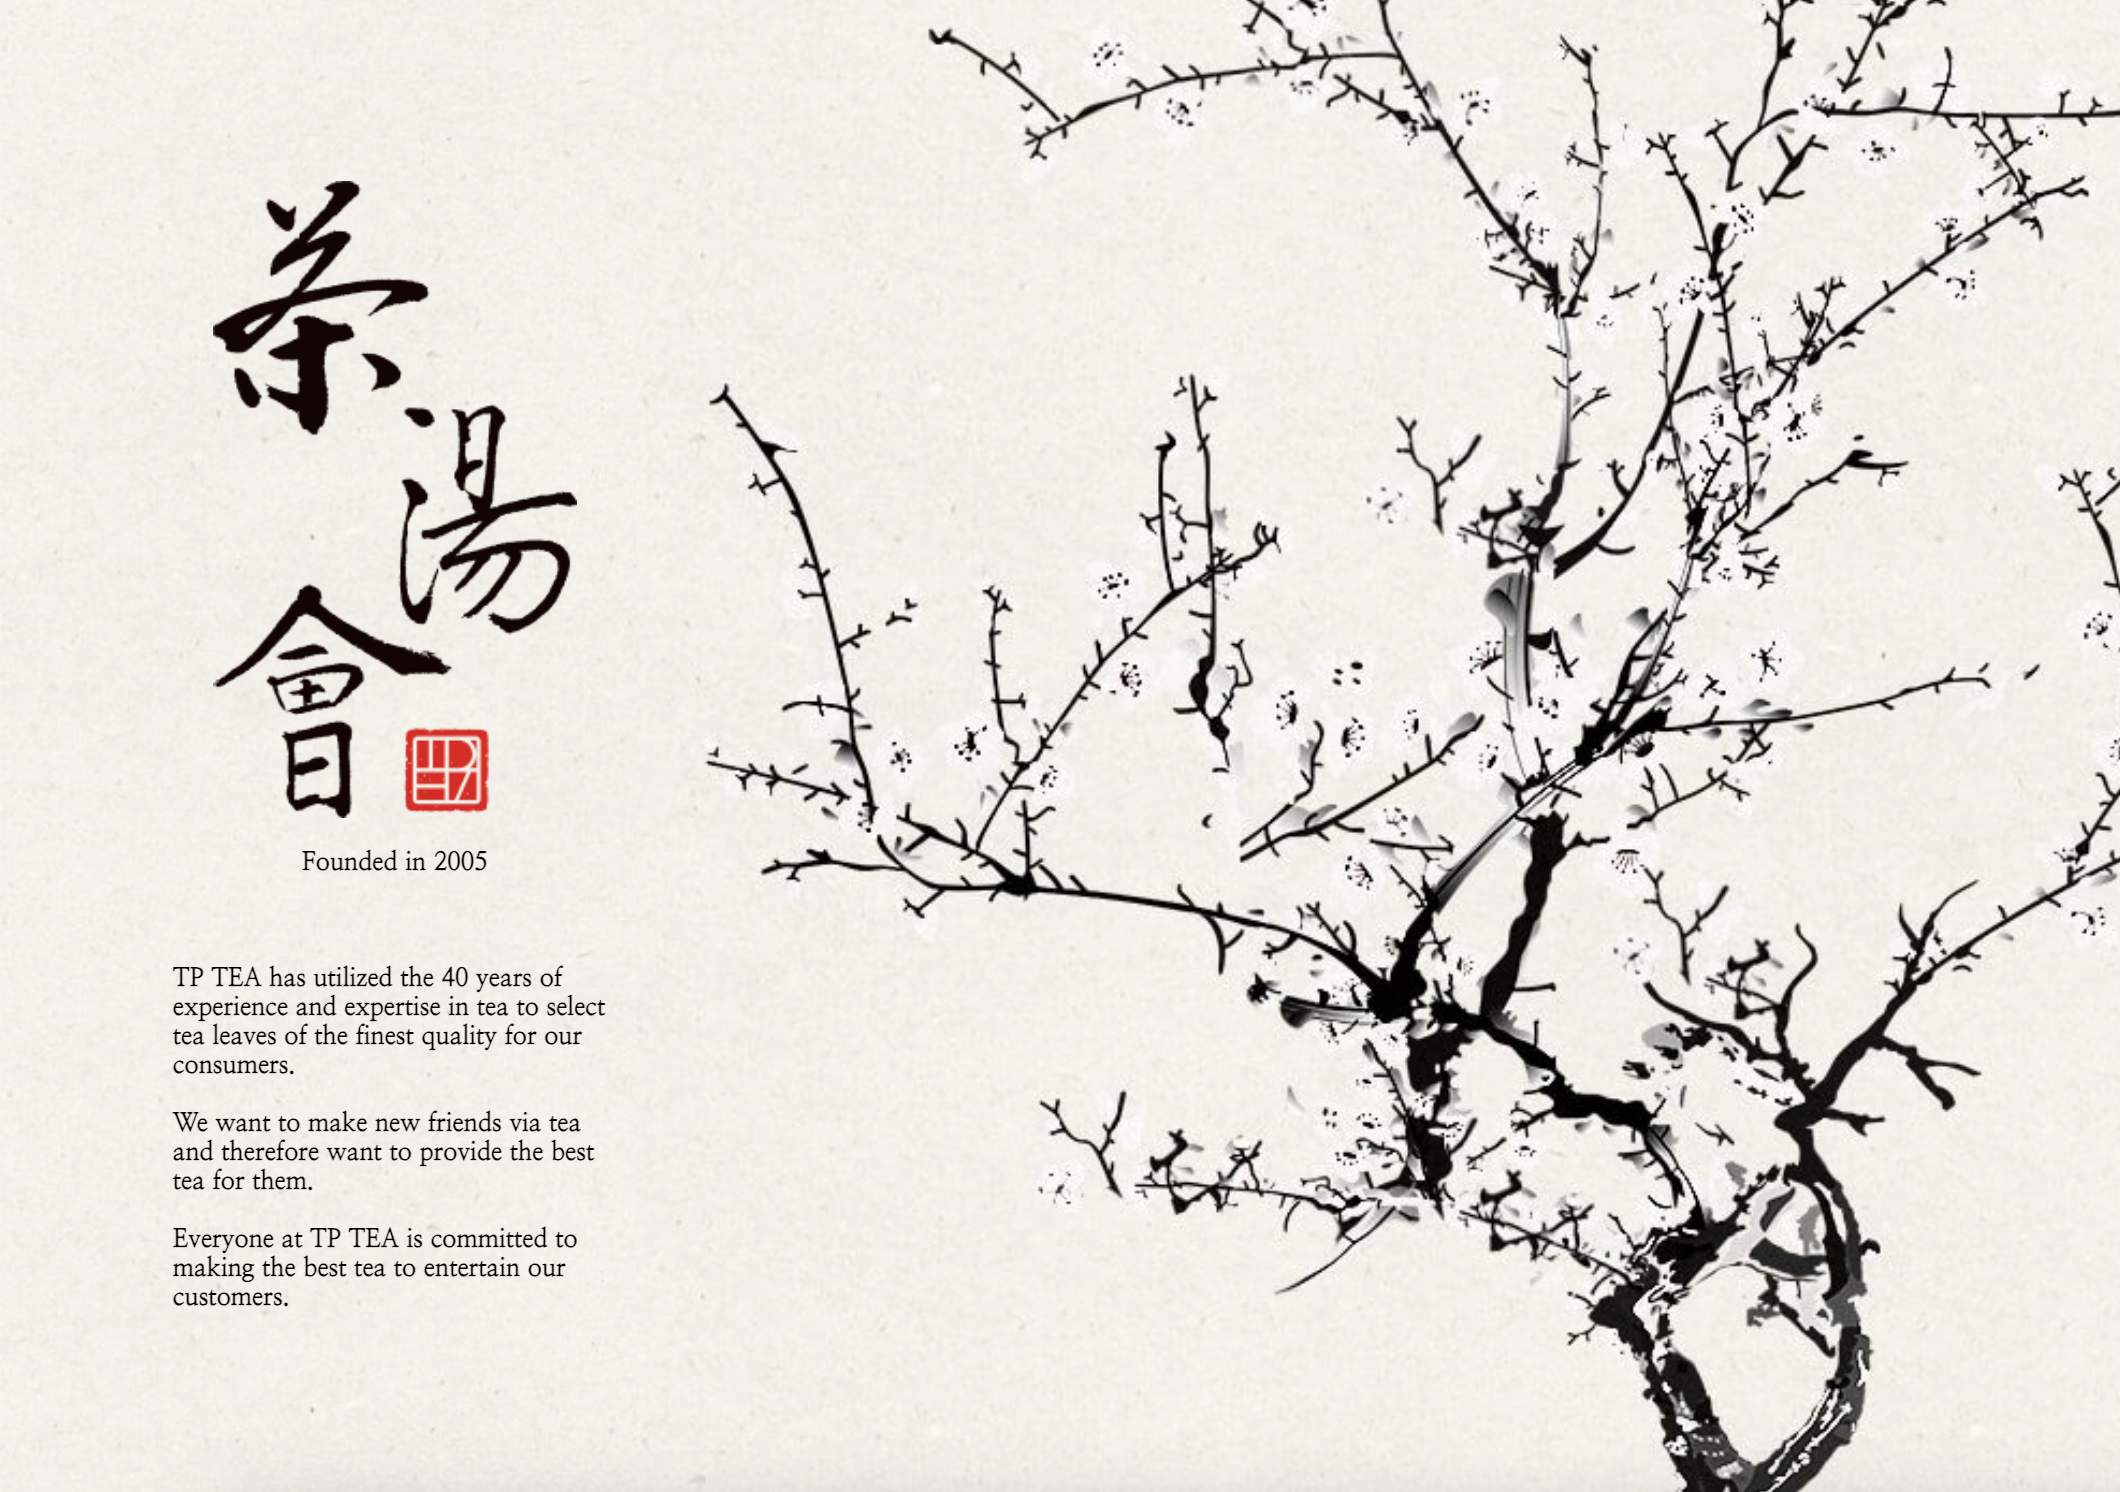 茶
湯
會
Founded in 2005
TP TEA has utilized the 40 years of
experience and expertise in tea to select
tea leaves of the finest quality for our
consumers.
We want to make new friends via tea
and therefore want to provide the best
tea for them.
Everyone at TP TEA is committed to
making the best tea to entertain our
customers.